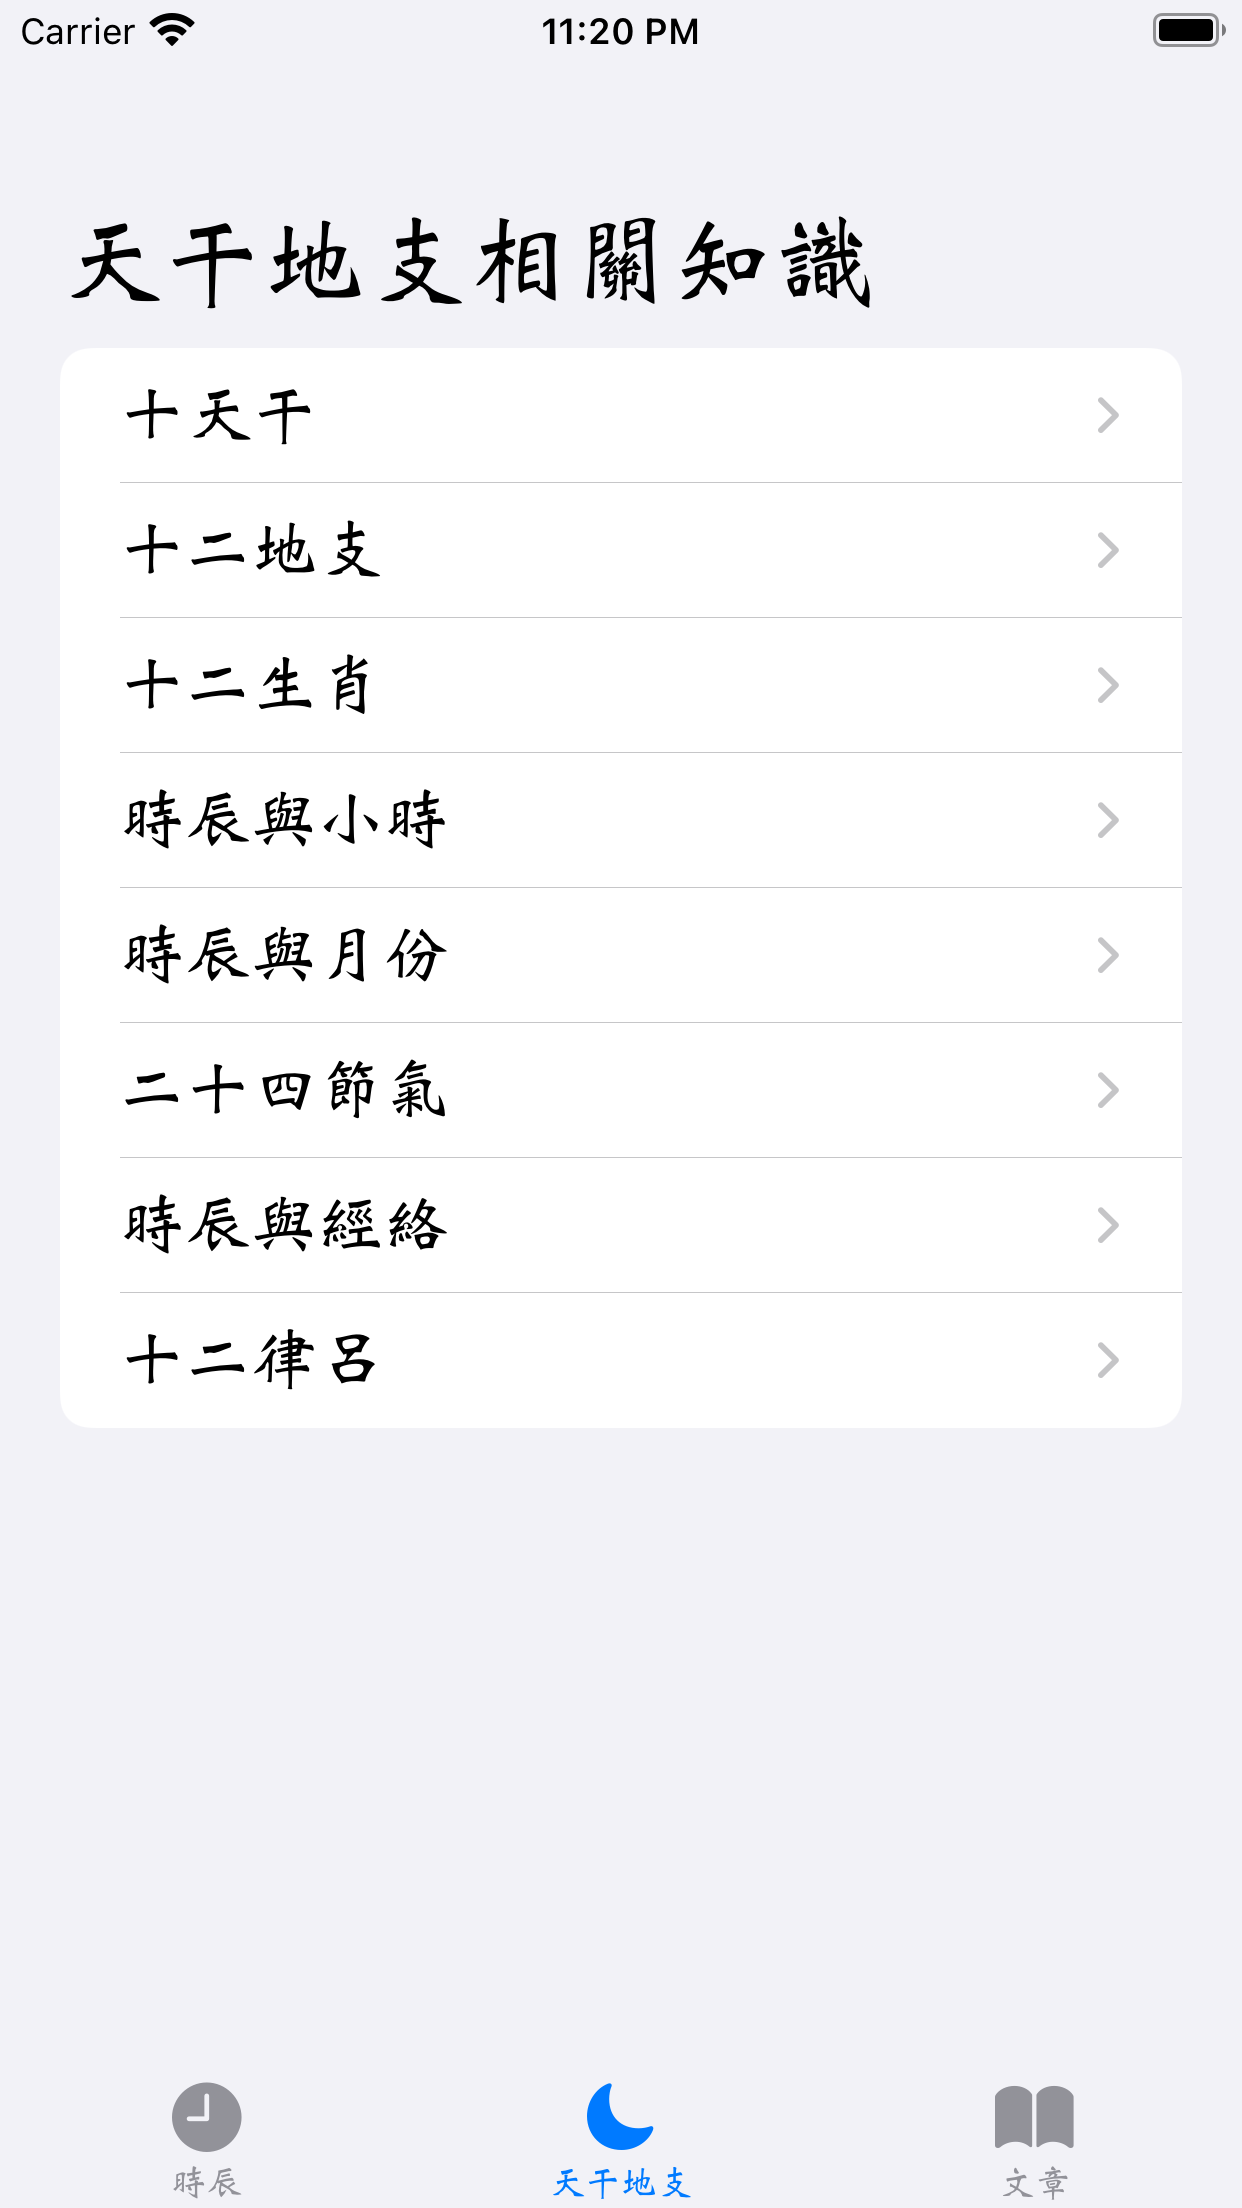 Carrier 11:20 PM
天干地支相關知識
十天干
十二地支
十二生肖
時辰與小時
時辰與月份
二十四節氣
時辰與經絡
十二律呂
時辰 天干地支 文章